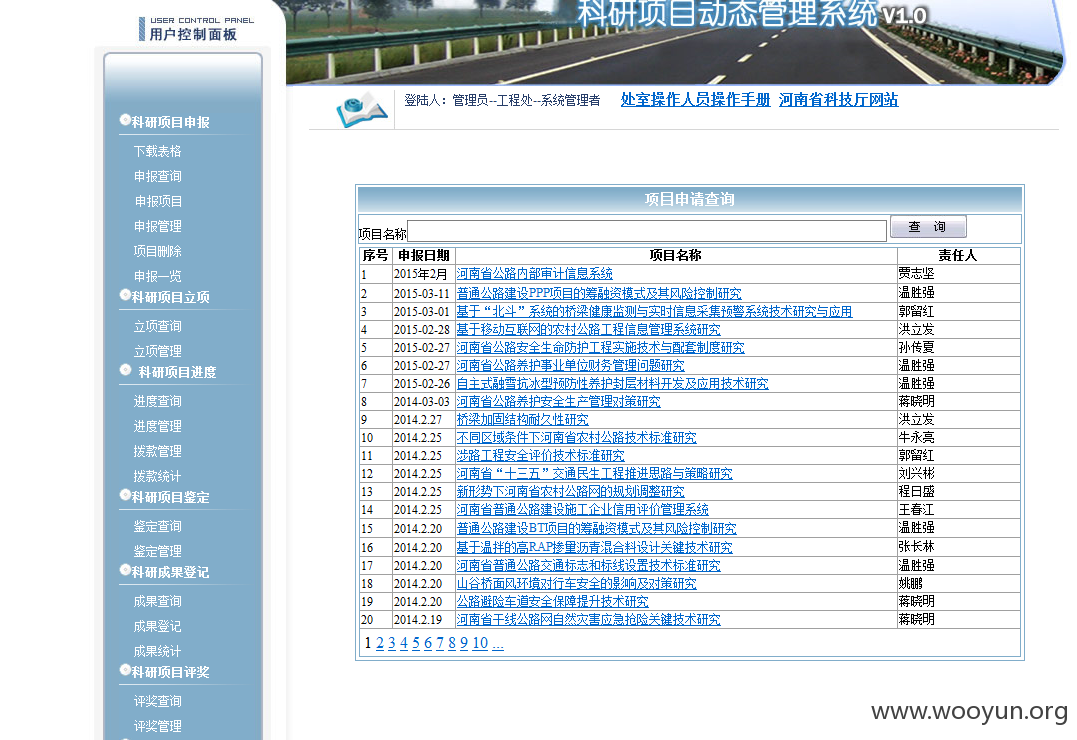 科研项目动态管理系统 V1.0
USER CONTROL PANEL
用户控制面板
科研项目申报
下载表格
申报查询
申报项目
申报管理
项目删除
申报一览
科研项目立项
立项查询
立项管理
科研项目进度
进度查询
进度管理
拨款管理
拨款统计
科研项目鉴定
鉴定查询
鉴定管理
科研成果登记
成果查询
成果登记
成果统计
科研项目评奖
评奖查询
评奖管理
登陆人：管理员--工程处--系统管理者 处室操作人员操作手册 河南省科技厅网站
项目申请查询
项目名称 查 询
序号 申报日期 项目名称 责任人
1 2015年2月 河南省公路内部审计信息系统 贾志坚
2 2015-03-11 普通公路建设PPP项目的筹融资模式及其风险控制研究 温胜强
3 2015-03-01 基于“北斗”系统的桥梁健康监测与实时信息采集预警系统技术研究与应用 郭留红
4 2015-02-28 基于移动互联网的农村公路工程信息管理系统研究 洪立发
5 2015-02-27 河南省公路安全生命防护工程实施技术与配套制度研究 孙传夏
6 2015-02-27 河南省公路养护事业单位财务管理问题研究 温胜强
7 2015-02-26 自主式融雪抗冰型预防性养护封层材料开发及应用技术研究 温胜强
8 2014-03-03 河南省公路养护安全生产管理对策研究 蒋晓明
9 2014.2.27 桥梁加固结构耐久性研究 洪立发
10 2014.2.25 不同区域条件下河南省农村公路技术标准研究 牛永亮
11 2014.2.25 涉路工程安全评价技术标准研究 郭留红
12 2014.2.25 河南省“十三五”交通民生工程推进思路与策略研究 刘兴彬
13 2014.2.25 新形势下河南省农村公路网的规划调整研究 程日盛
14 2014.2.25 河南省普通公路建设施工企业信用评价管理系统 王春江
15 2014.2.20 普通公路建设BT项目的筹融资模式及其风险控制研究 温胜强
16 2014.2.20 基于温拌的高RAP掺量沥青混合料设计关键技术研究 张长林
17 2014.2.20 河南省普通公路交通标志和标线设置技术标准研究 温胜强
18 2014.2.20 山谷桥面风环境对行车安全的影响及对策研究 姚鹏
19 2014.2.20 公路避险车道安全保障提升技术研究 蒋晓明
20 2014.2.19 河南省干线公路网自然灾害应急抢险关键技术研究 蒋晓明
1 2 3 4 5 6 7 8 9 10 ...
www.wooyun.org